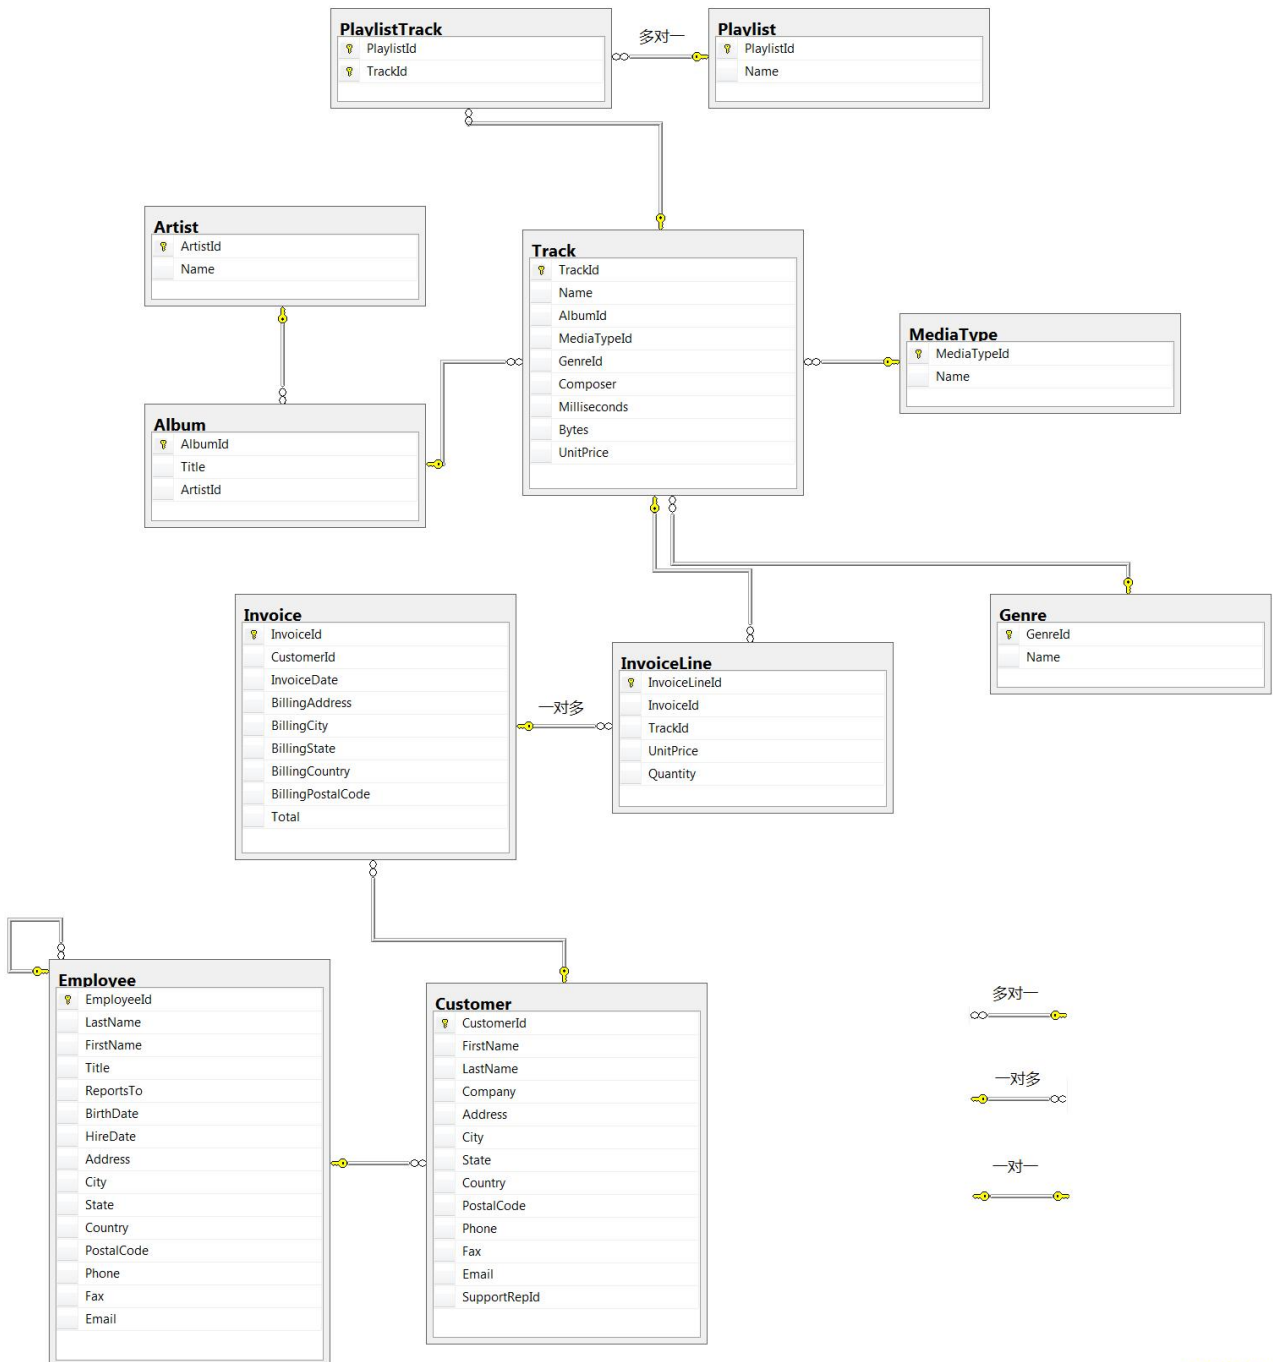 PlaylistTrack
PlaylistId
TrackId
多对一
Playlist
PlaylistId
Name
Artist
ArtistId
Name
Track
TrackId
Name
AlbumId
MediaTypeId
GenreId
Composer
Milliseconds
Bytes
UnitPrice
MediaType
MediaTypeId
Name
Album
AlbumId
Title
ArtistId
Invoice
InvoiceId
CustomerId
InvoiceDate
BillingAddress
BillingCity
BillingState
BillingCountry
BillingPostalCode
Total
一对多
InvoiceLine
InvoiceLineId
InvoiceId
TrackId
UnitPrice
Quantity
Genre
GenreId
Name
Employee
EmployeeId
LastName
FirstName
Title
ReportsTo
BirthDate
HireDate
Address
City
State
Country
PostalCode
Phone
Fax
Email
Customer
CustomerId
FirstName
LastName
Company
Address
City
State
Country
PostalCode
Phone
Fax
Email
SupportRepId
多对一
一对多
一对一